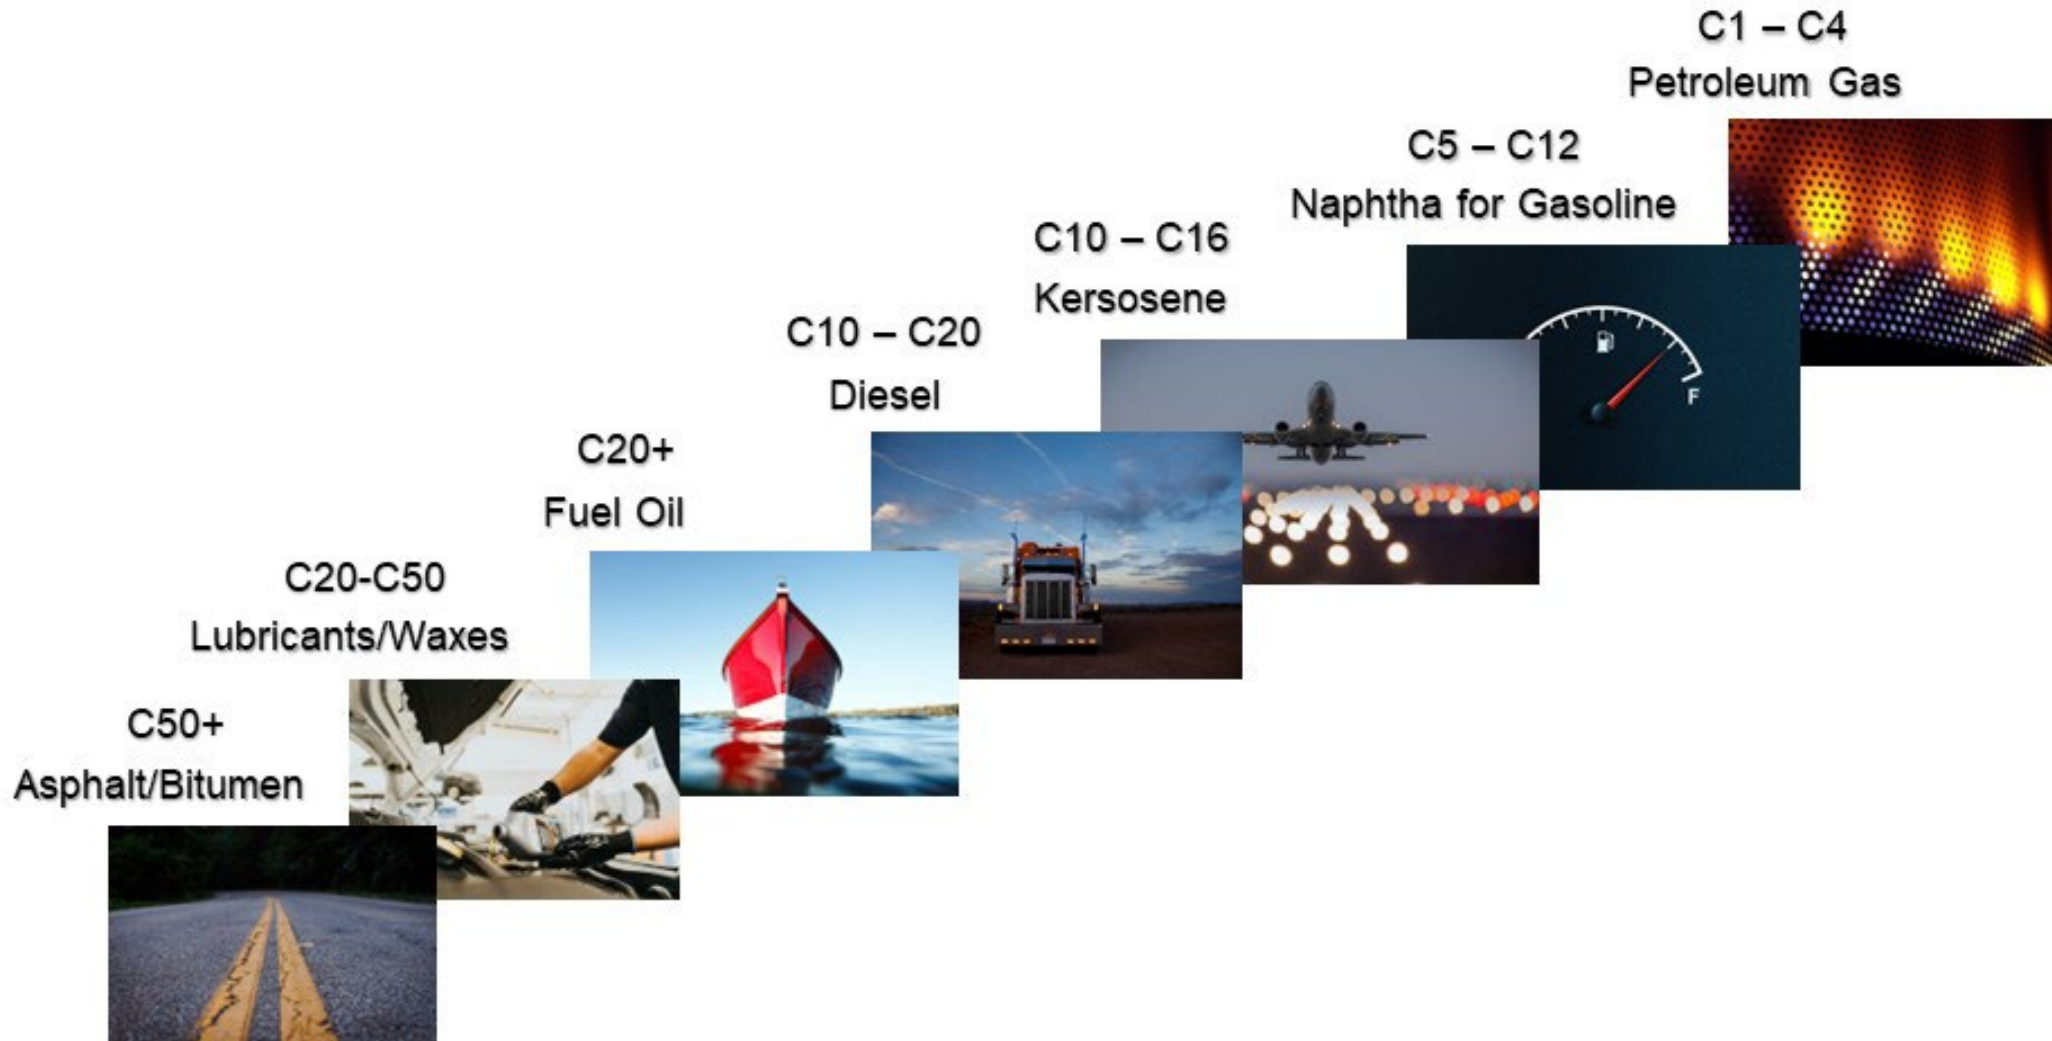 C1 – C4
Petroleum Gas
C5 – C12
Naphtha for Gasoline
C10 – C16
Kersosene
C10 – C20
Diesel
C20+
Fuel Oil
C20-C50
Lubricants/Waxes
C50+
Asphalt/Bitumen
F